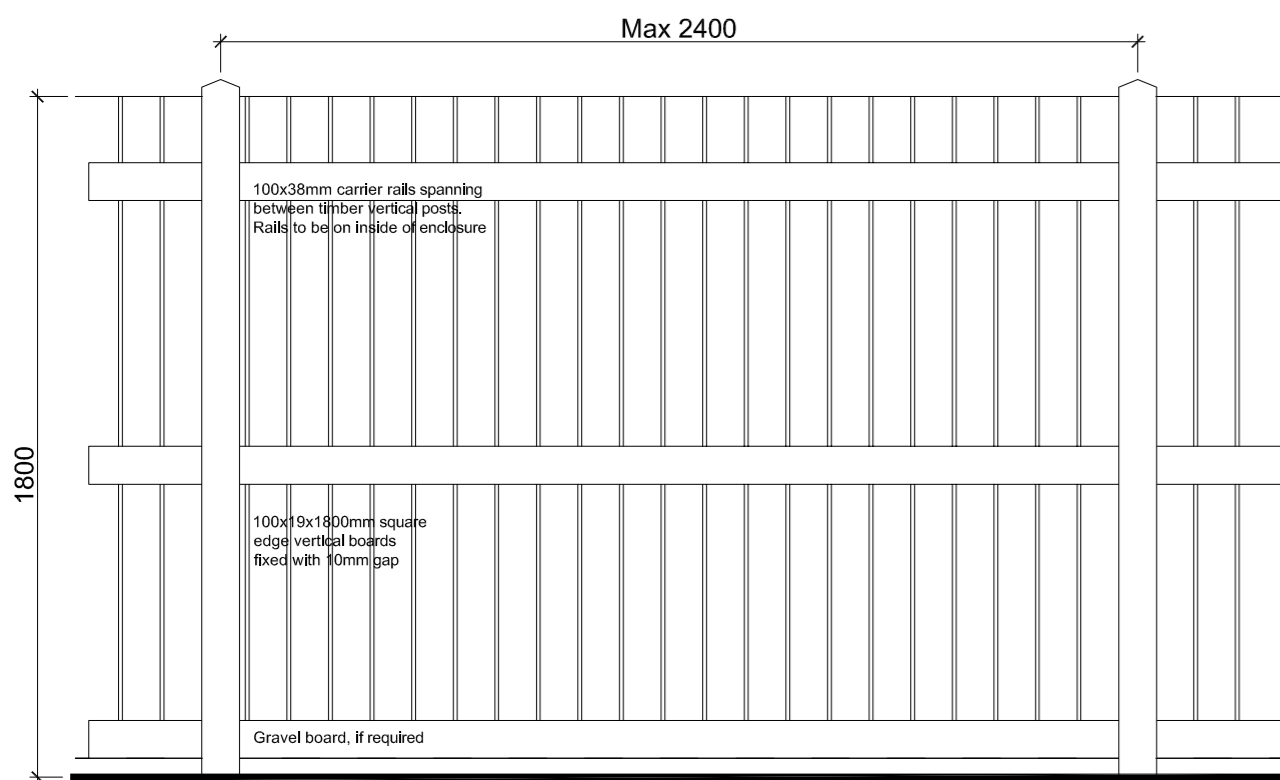 Max 2400
100x38mm carrier rails spanning
between timber vertical posts.
Rails to be on inside of enclosure
1800
100x19x1800mm square
edge vertical boards
fixed with 10mm gap
Gravel board, if required